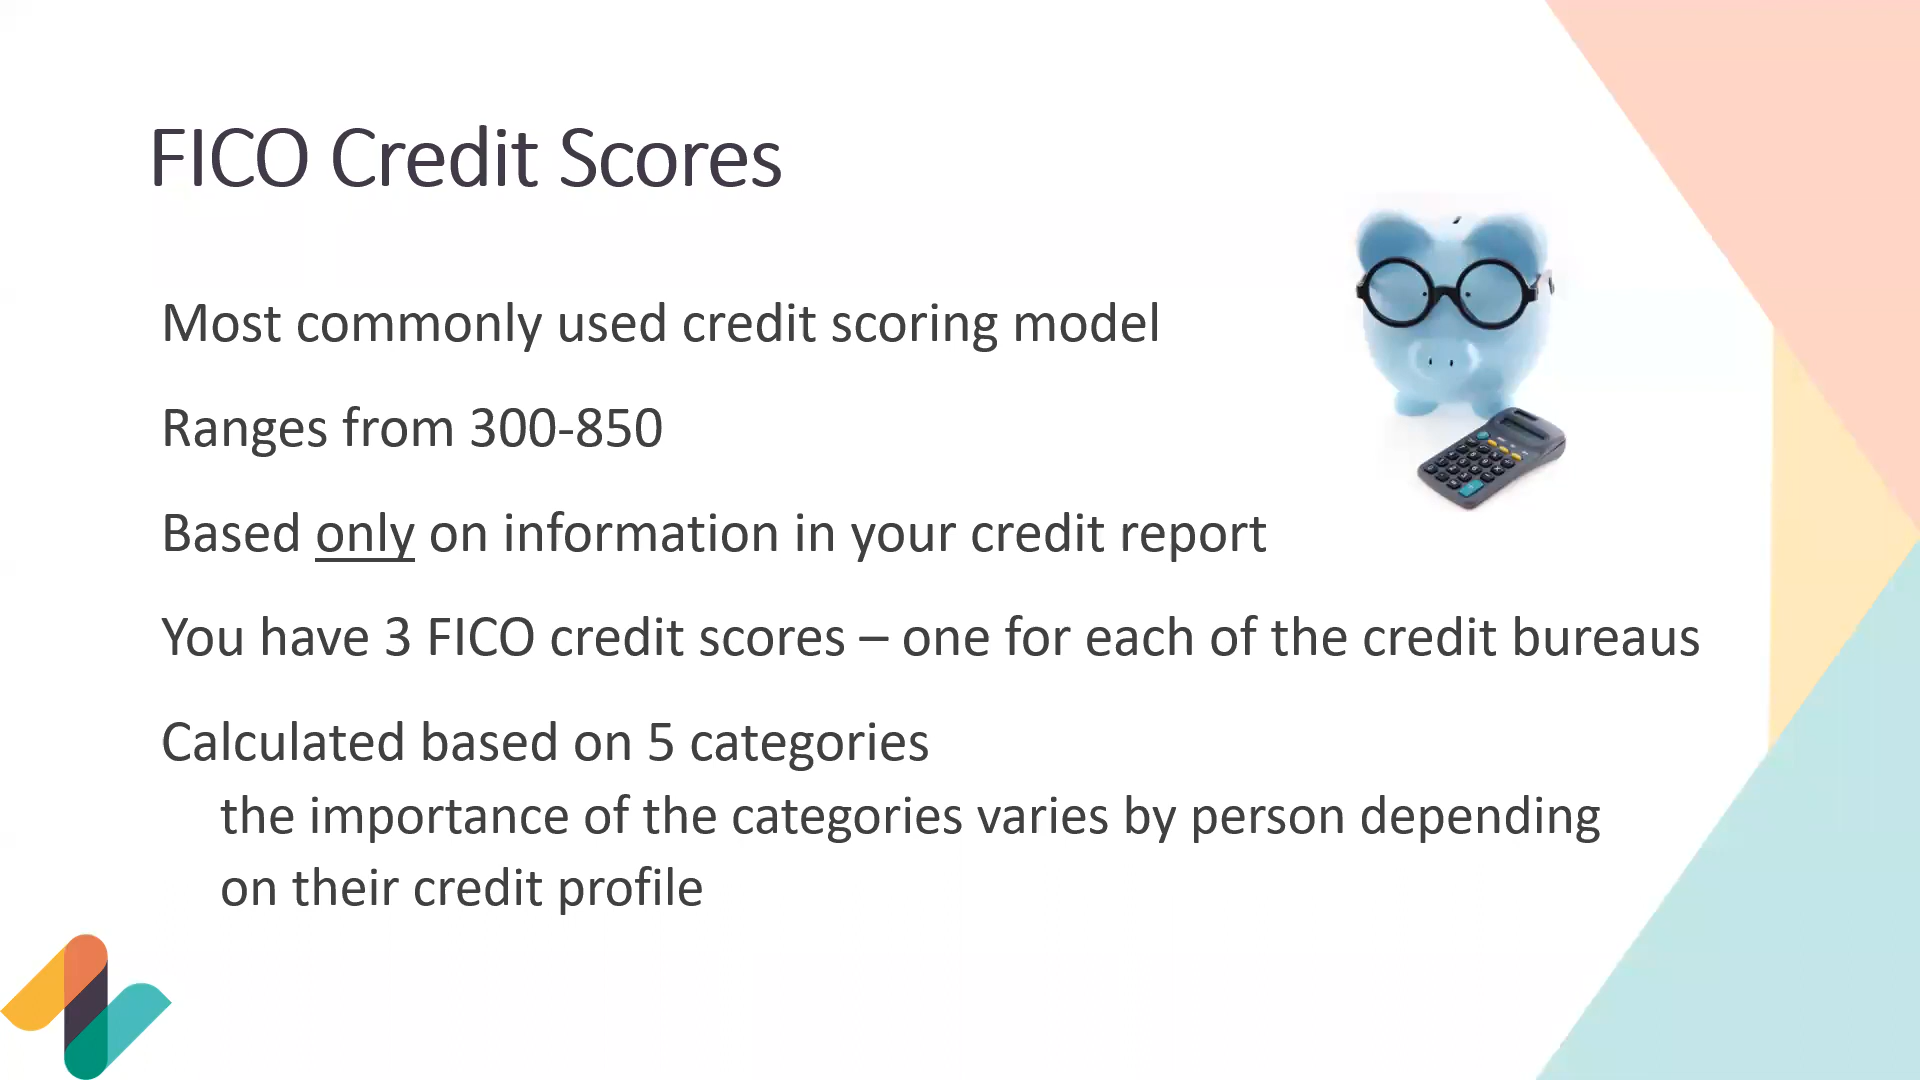 FICO Credit Scores
Most commonly used credit scoring model
Ranges from 300-850
Based only on information in your credit report
You have 3 FICO credit scores – one for each of the credit bureaus
Calculated based on 5 categories
the importance of the categories varies by person depending
on their credit profile